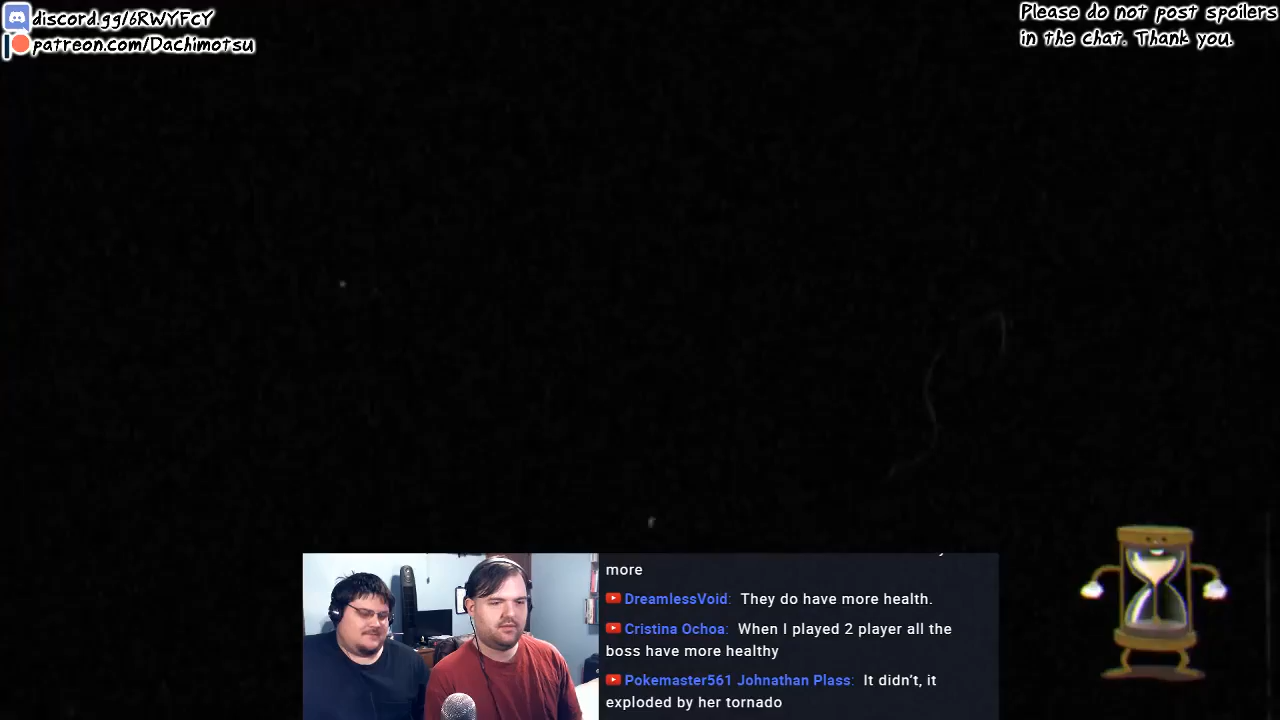 discord.gg/6RWYFCY
patreon.com/Dachimotsu
Please do not post spoilers
in the chat. Thank you.
more
DreamlessVoid: They do have more health.
Cristina Ochoa: When I played 2 player all the
boss have more healthy
Pokemaster561 Johnathan Plass: It didn't, it
exploded by her tornado